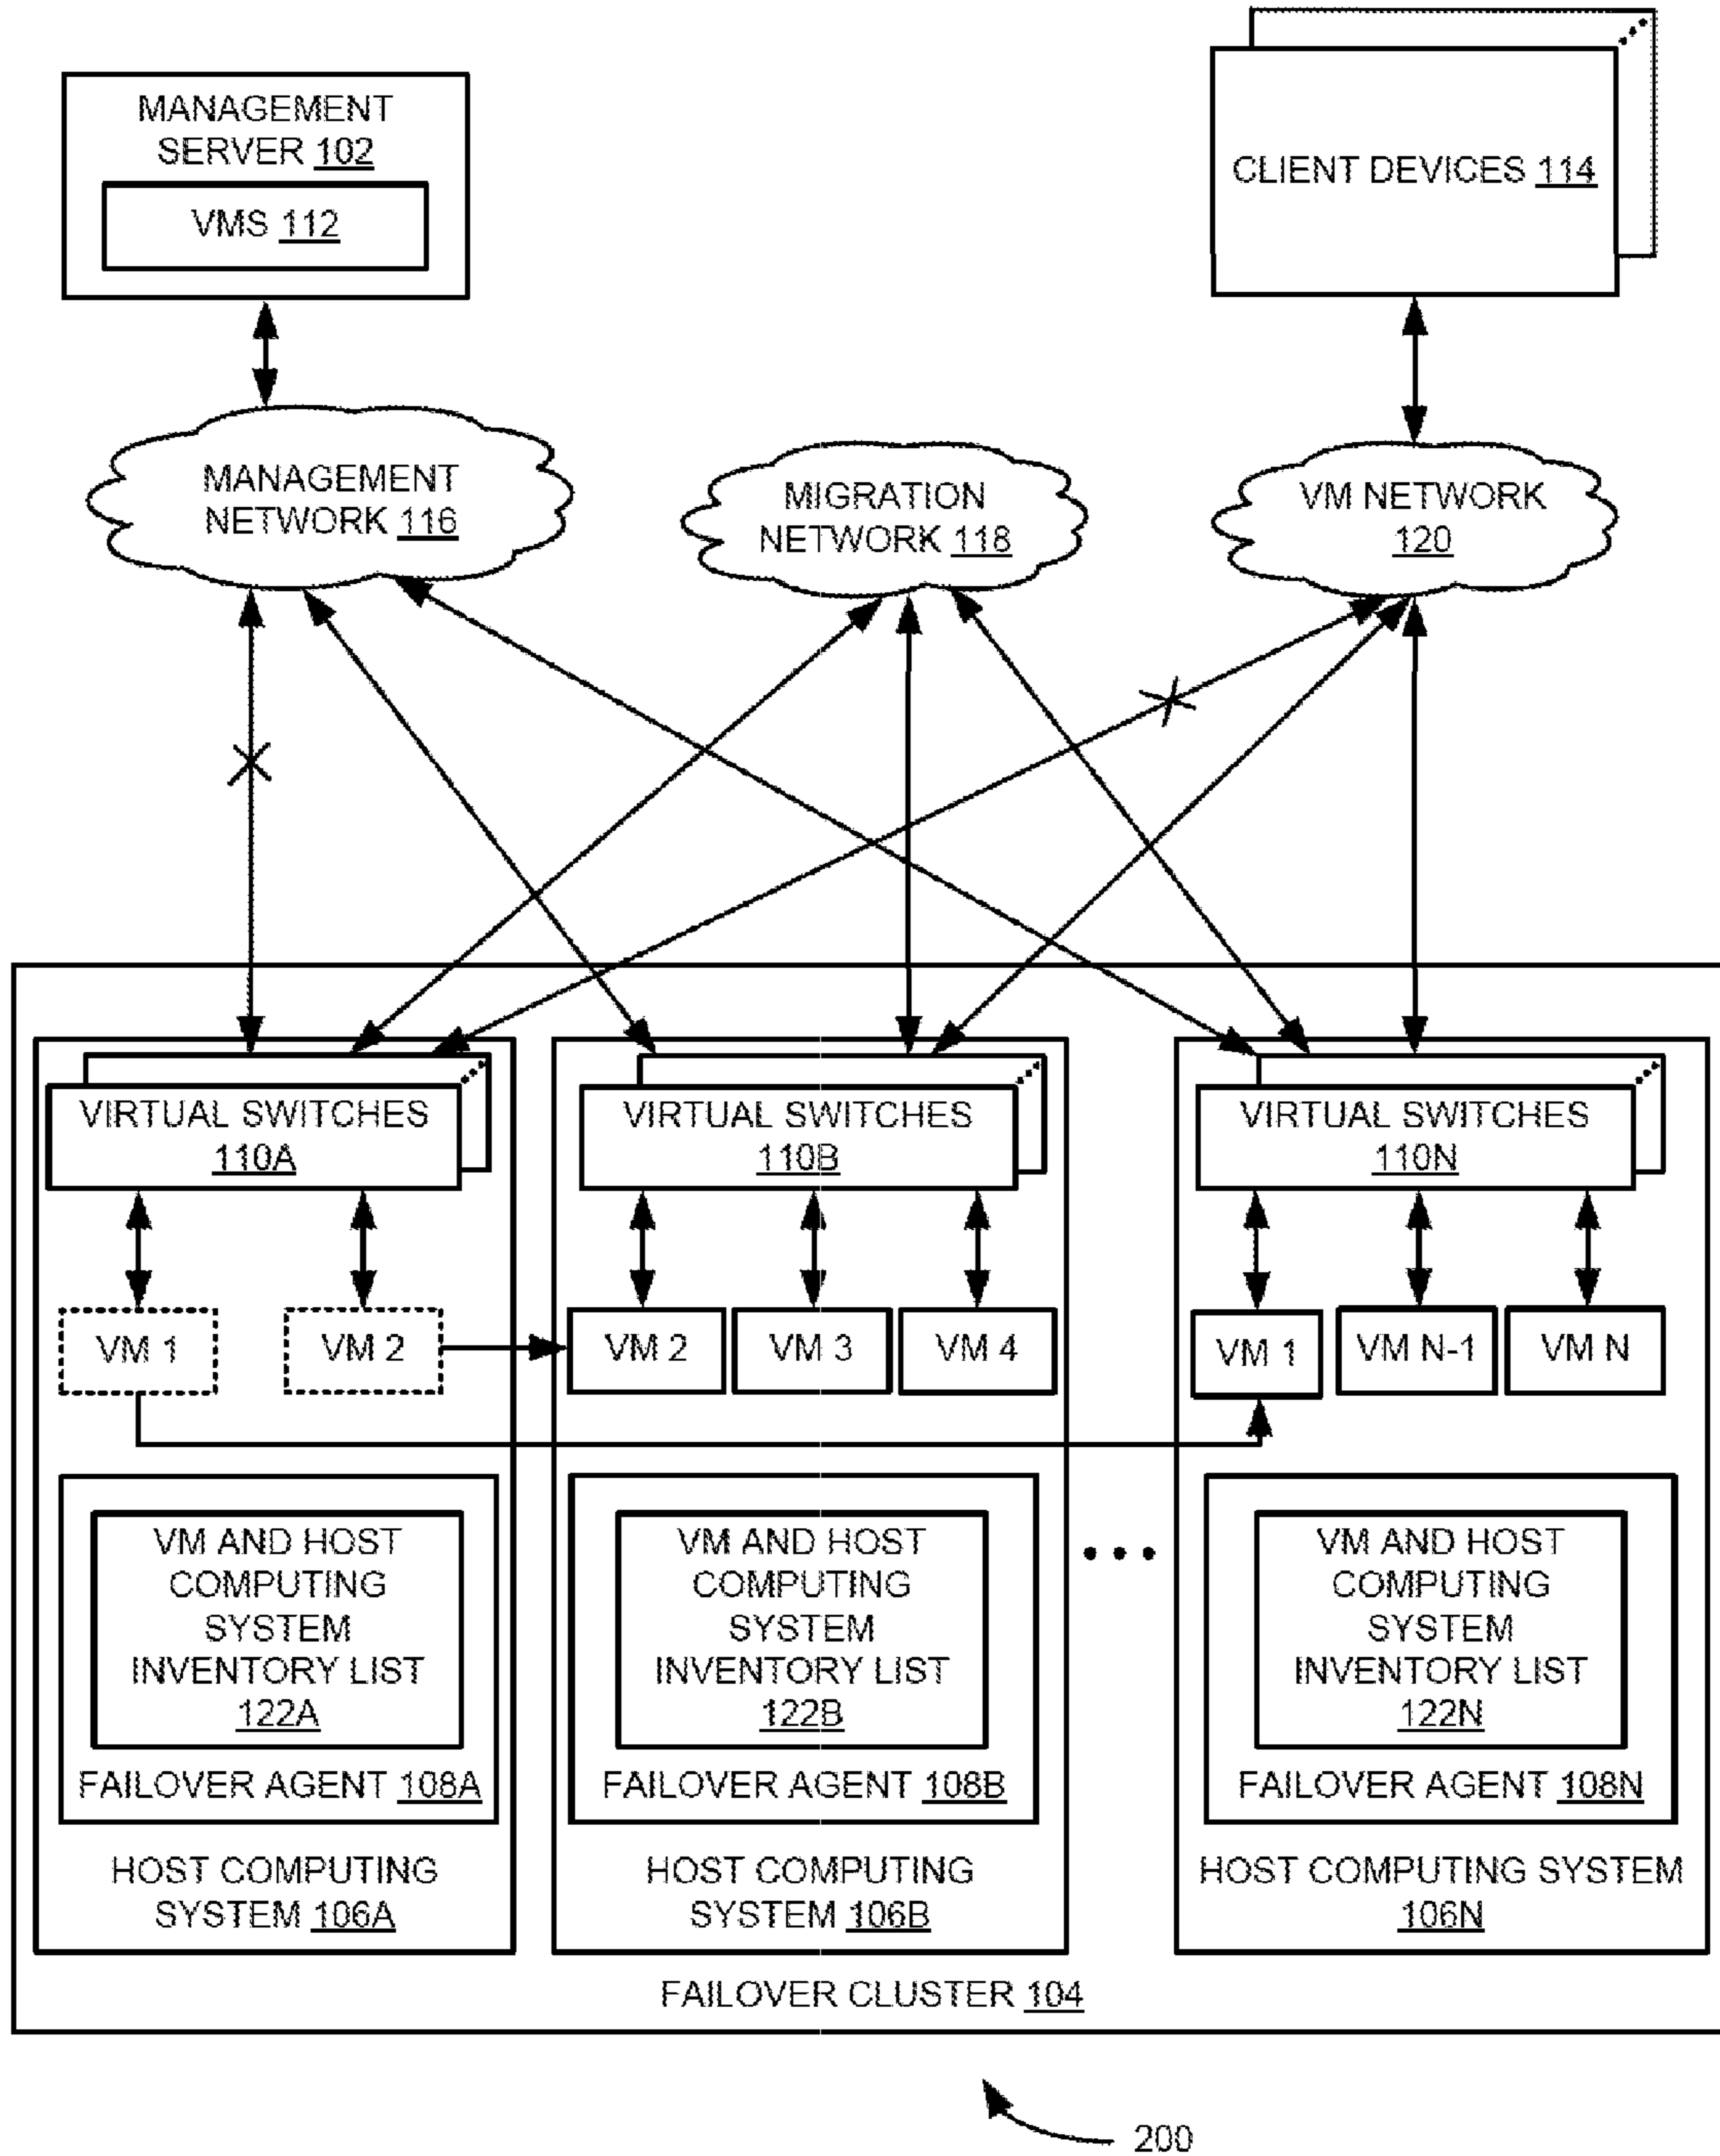 MANAGEMENT
SERVER 102
VMS 112
CLIENT DEVICES 114
MANAGEMENT
NETWORK 116
MIGRATION
NETWORK 118
VM NETWORK
120
VIRTUAL SWITCHES
110A
VIRTUAL SWITCHES
110B
VIRTUAL SWITCHES
110N
VM 1
VM 2
VM 2
VM 3
VM 4
VM 1
VM N-1
VM N
VM AND HOST
COMPUTING
SYSTEM
INVENTORY LIST
122A
FAILOVER AGENT 108A
HOST COMPUTING
SYSTEM 106A
VM AND HOST
COMPUTING
SYSTEM
INVENTORY LIST
122B
FAILOVER AGENT 108B
HOST COMPUTING
SYSTEM 106B
VM AND HOST
COMPUTING
SYSTEM
INVENTORY LIST
122N
FAILOVER AGENT 108N
HOST COMPUTING SYSTEM
106N
FAILOVER CLUSTER 104
200